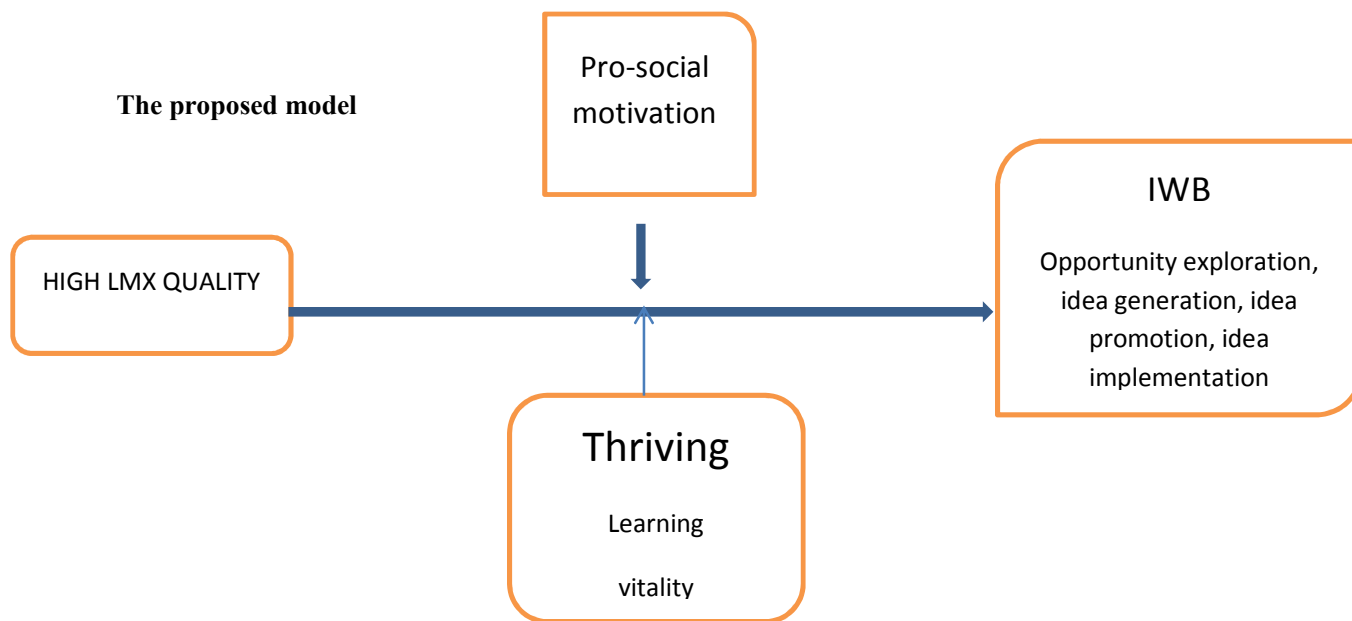 The proposed model
Pro-social
motivation
HIGH LMX QUALITY
IWB
Opportunity exploration,
idea generation, idea
promotion, idea
implementation
Thriving
Learning
vitality